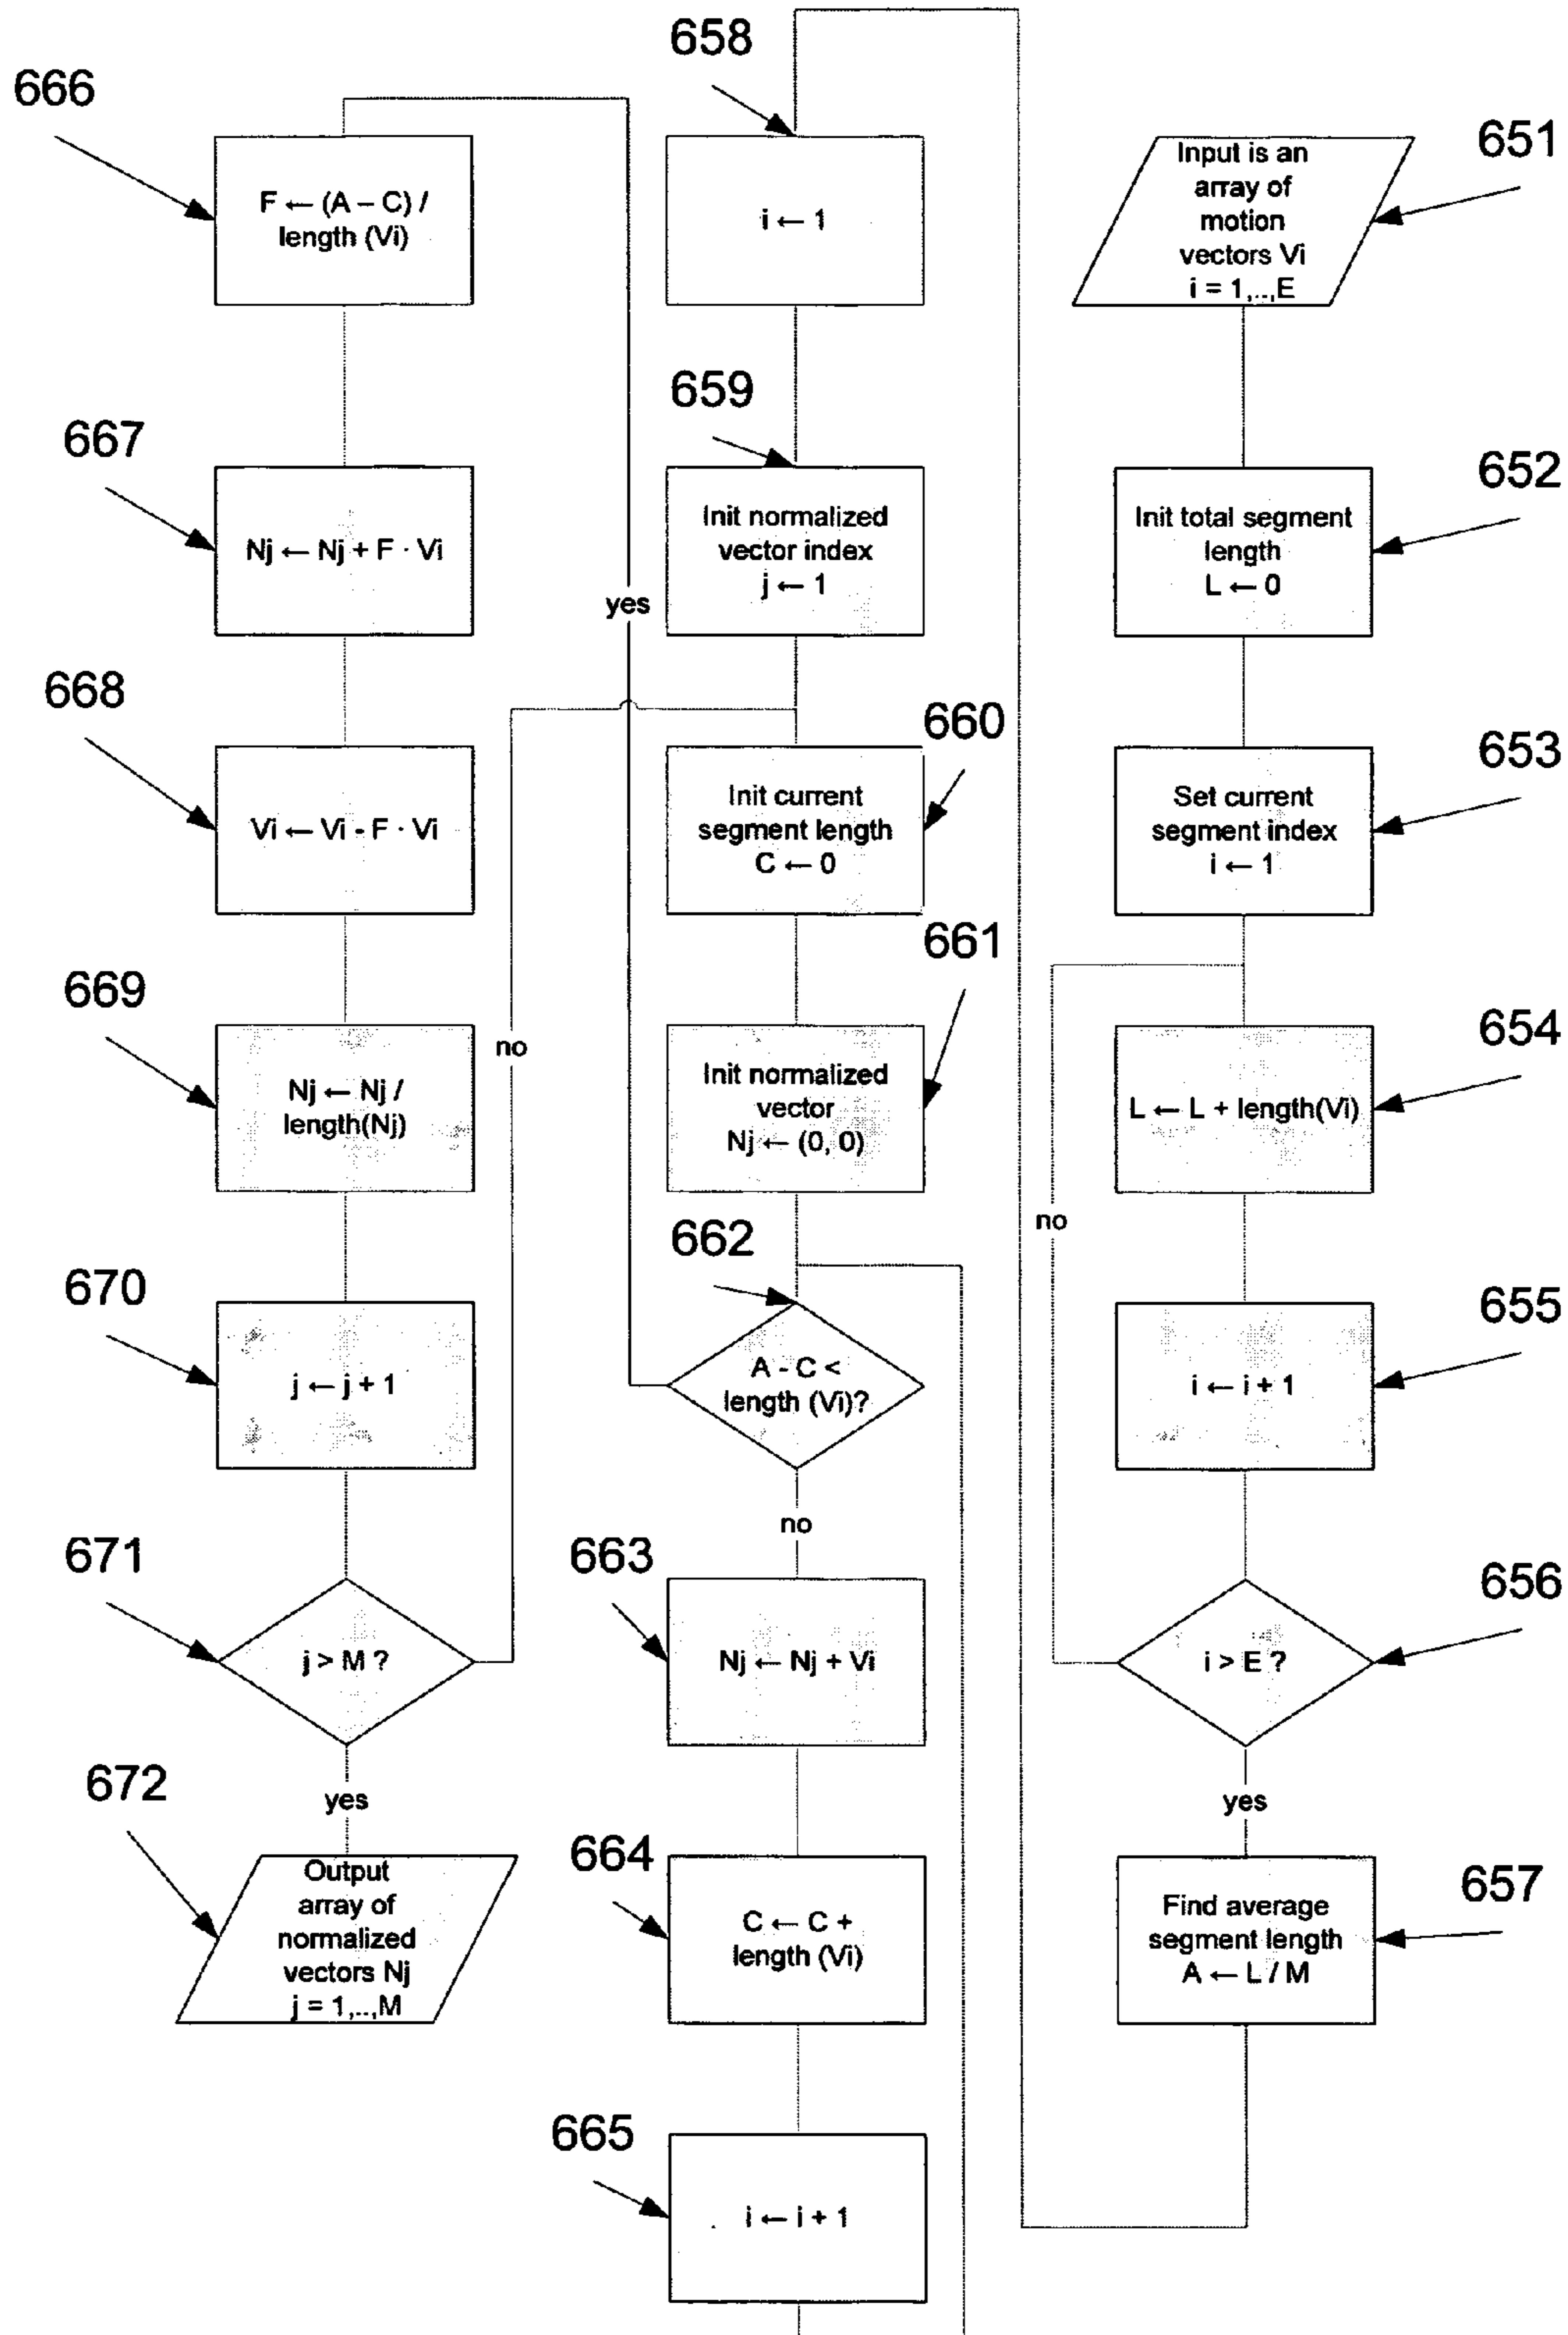 658
666
651
F ← (A – C) /
length (Vi)
i ← 1
Input is an
array of
motion
vectors Vi
i = 1,..,E
659
667
652
Nj ← Nj + F · Vi
Init normalized
vector index
j ← 1
Init total segment
length
L ← 0
yes
668
660
653
Vi ← Vi - F · Vi
Init current
segment length
C ← 0
Set current
segment index
i ← 1
661
669
654
no
Nj ← Nj /
length(Nj)
Init normalized
vector
Nj ← (0, 0)
L ← L + length(Vi)
662
no
670
655
j ← j + 1
A - C <
length (Vi)?
i ← i + 1
no
671
663
656
j > M ?
Nj ← Nj + Vi
i > E ?
672
yes
yes
664
657
Output
array of
normalized
vectors Nj
j = 1,..,M
C ← C +
length (Vi)
Find average
segment length
A ← L / M
665
i ← i + 1